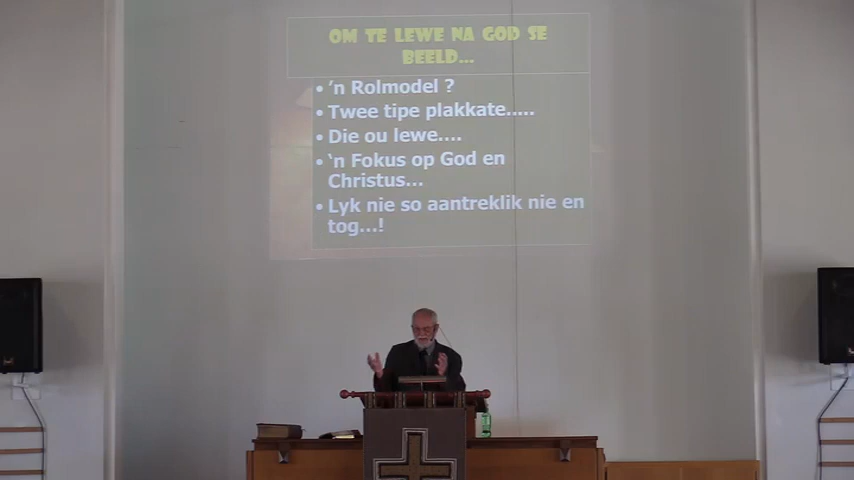 OM TE LEWE NA GOD SE
BEELD...
• 'n Rolmodel ?
• Twee tipe plakkate.....
• Die ou lewe....
• 'n Fokus op God en
Christus...
• Lyk nie so aantreklik nie en
tog...!